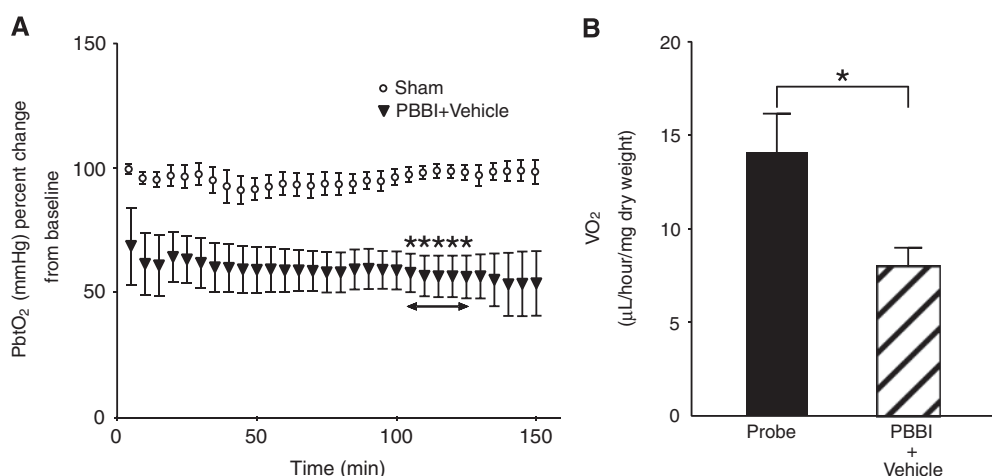 A
150
100
50
0
PbtO₂ (mmHg) percent change
from baseline
Sham
PBBI+Vehicle
*****
0 50 100 150
Time (min)
B
20
15
10
5
0
VO₂
(μL/hour/mg dry weight)
*
Probe PBBI
+
Vehicle